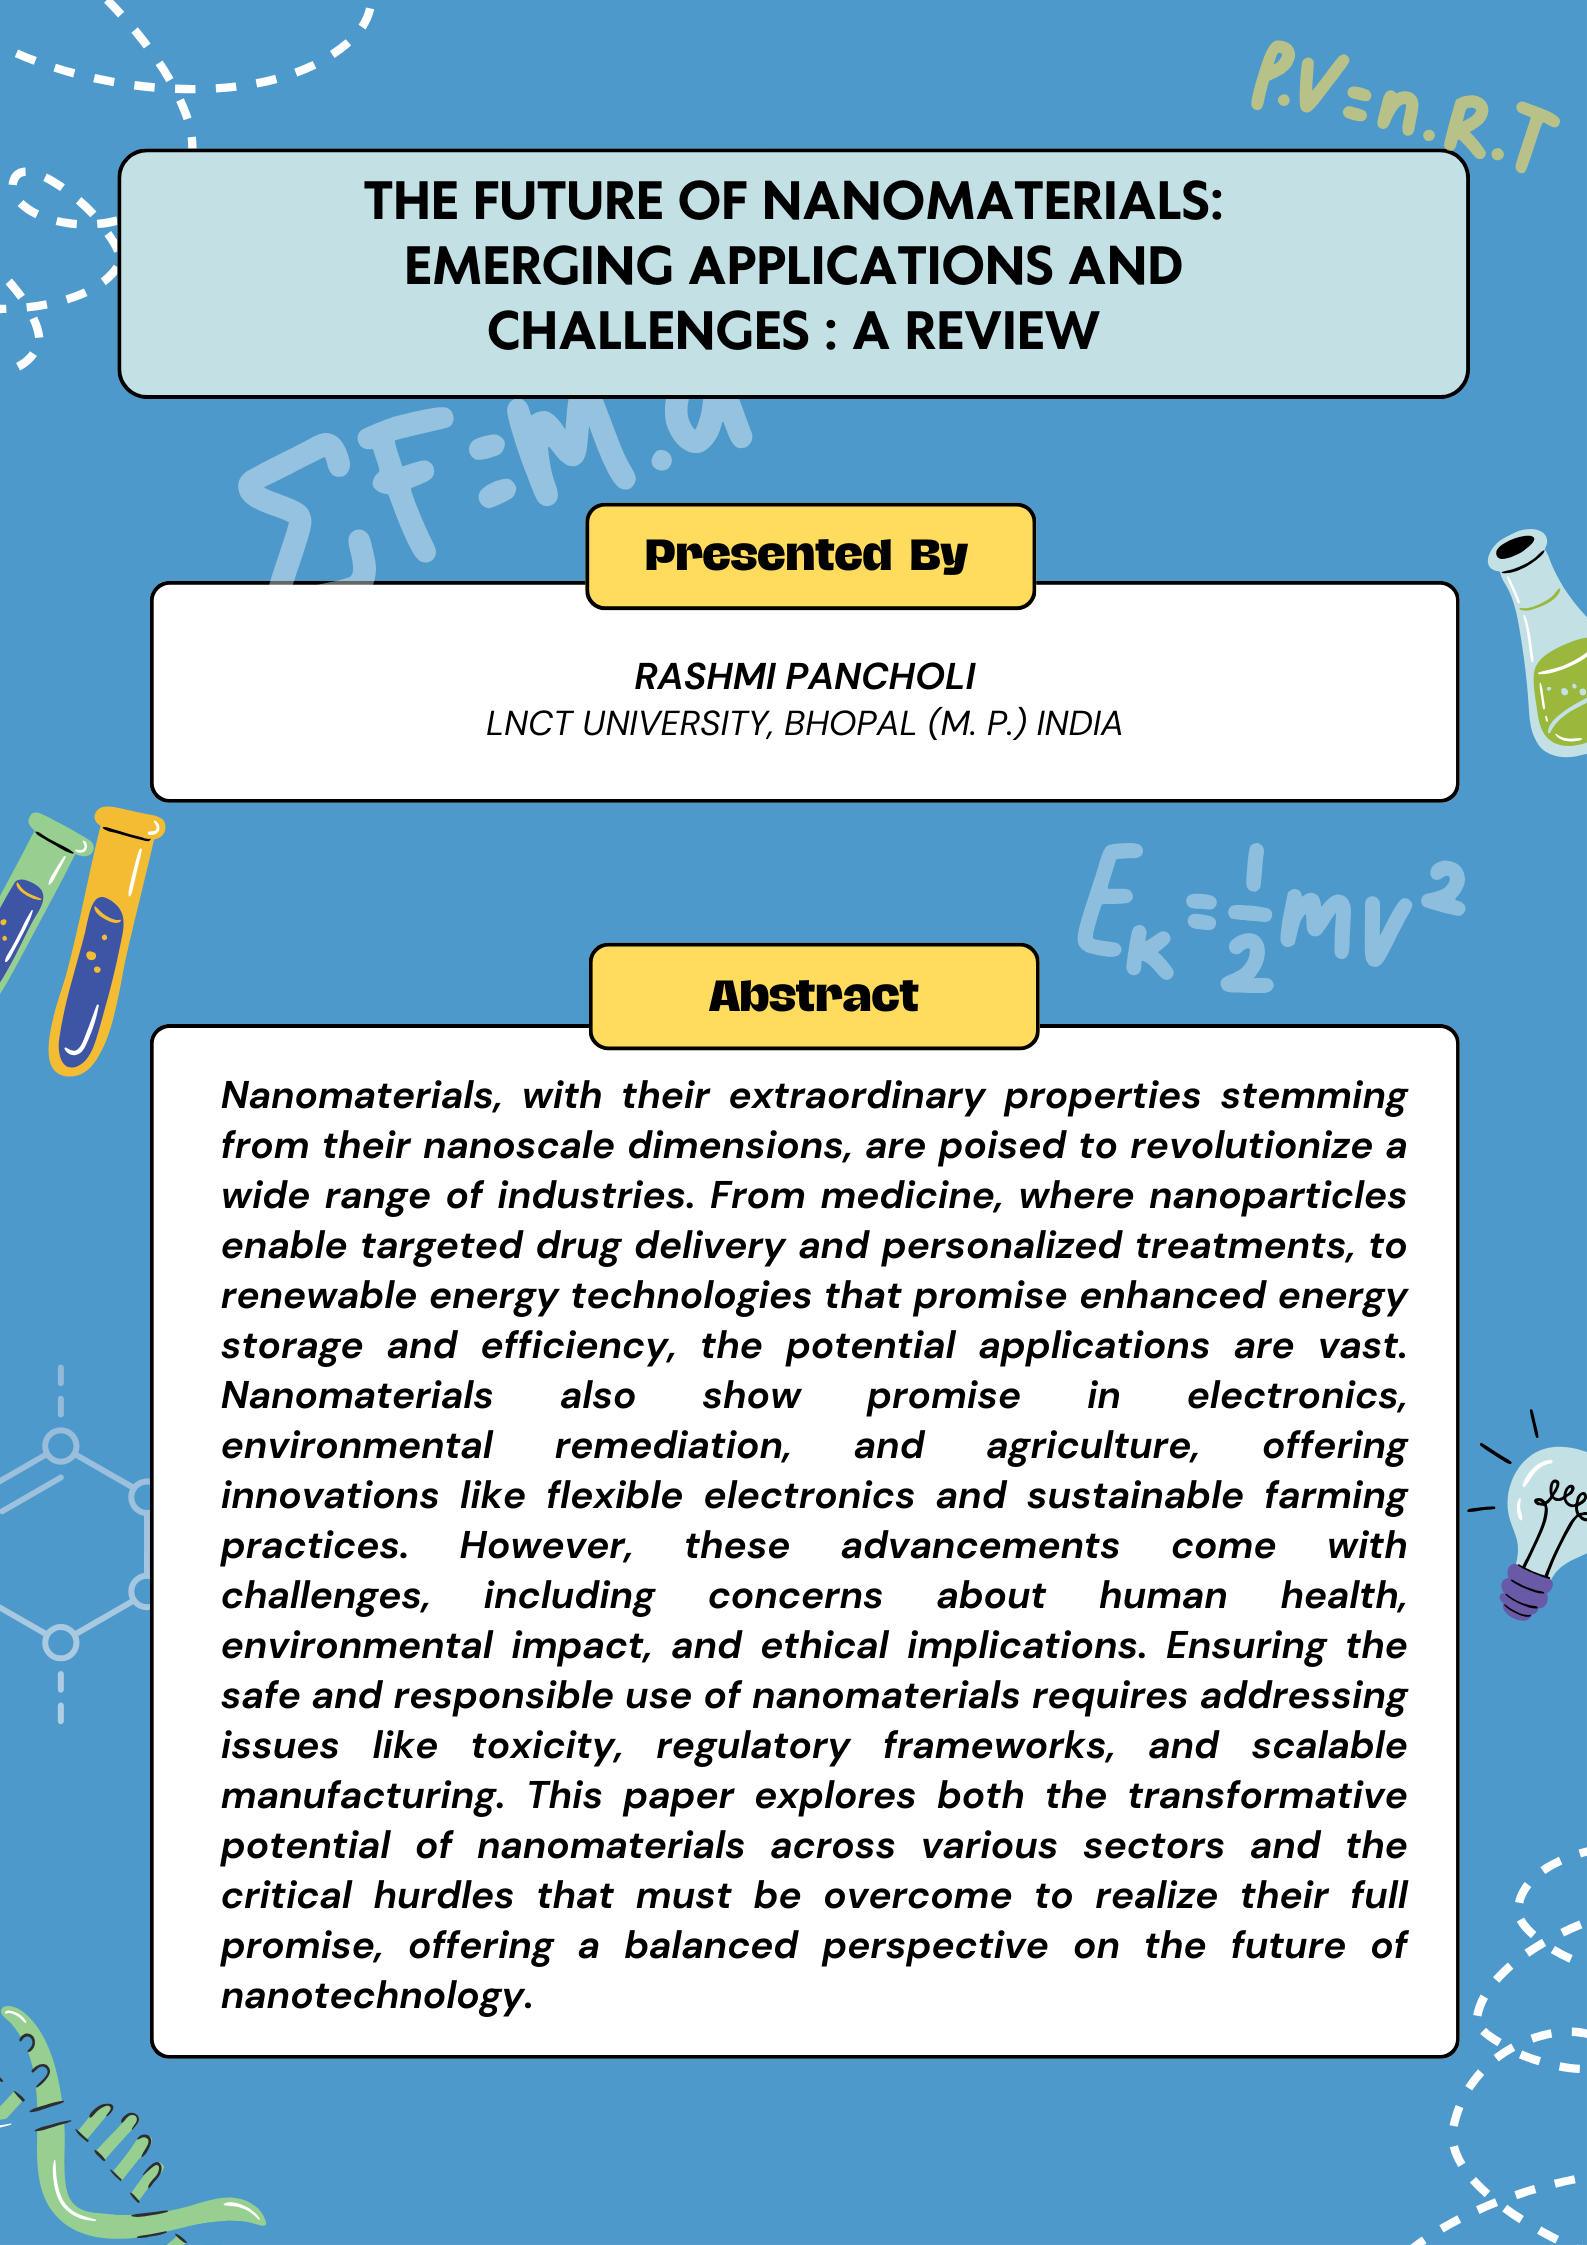 P.V=n.R.T
THE FUTURE OF NANOMATERIALS:
EMERGING APPLICATIONS AND
CHALLENGES : A REVIEW
ΣF=M.a
Presented By
RASHMI PANCHOLI
LNCT UNIVERSITY, BHOPAL (M. P.) INDIA
EK=1/2mv²
Abstract
Nanomaterials, with their extraordinary properties stemming
from their nanoscale dimensions, are poised to revolutionize a
wide range of industries. From medicine, where nanoparticles
enable targeted drug delivery and personalized treatments, to
renewable energy technologies that promise enhanced energy
storage and efficiency, the potential applications are vast.
Nanomaterials also show promise in electronics,
environmental remediation, and agriculture, offering
innovations like flexible electronics and sustainable farming
practices. However, these advancements come with
challenges, including concerns about human health,
environmental impact, and ethical implications. Ensuring the
safe and responsible use of nanomaterials requires addressing
issues like toxicity, regulatory frameworks, and scalable
manufacturing. This paper explores both the transformative
potential of nanomaterials across various sectors and the
critical hurdles that must be overcome to realize their full
promise, offering a balanced perspective on the future of
nanotechnology.